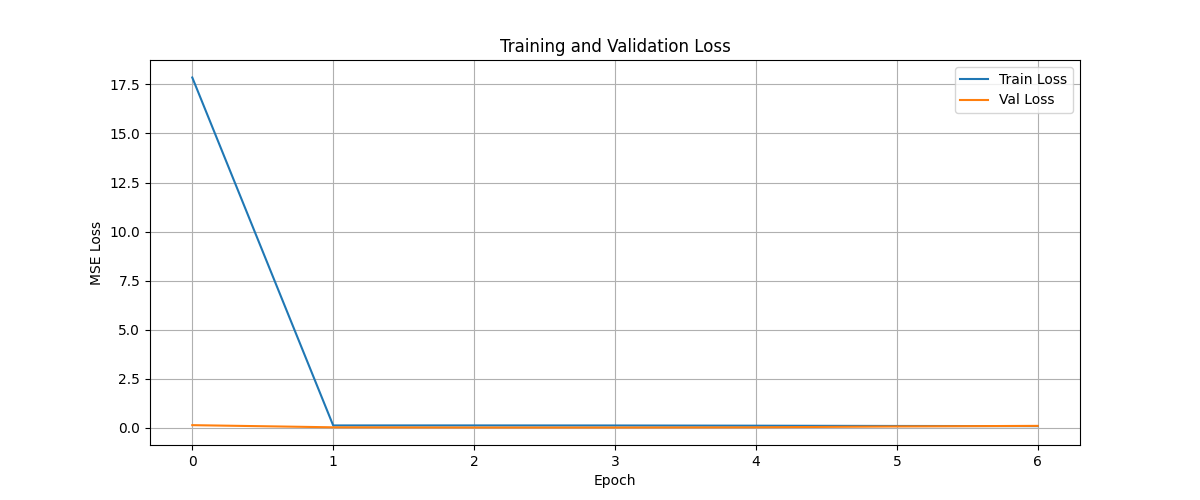 Training and Validation Loss
Train Loss
Val Loss
17.5
15.0
12.5
10.0
7.5
5.0
2.5
0.0
MSE Loss
0 1 2 3 4 5 6
Epoch